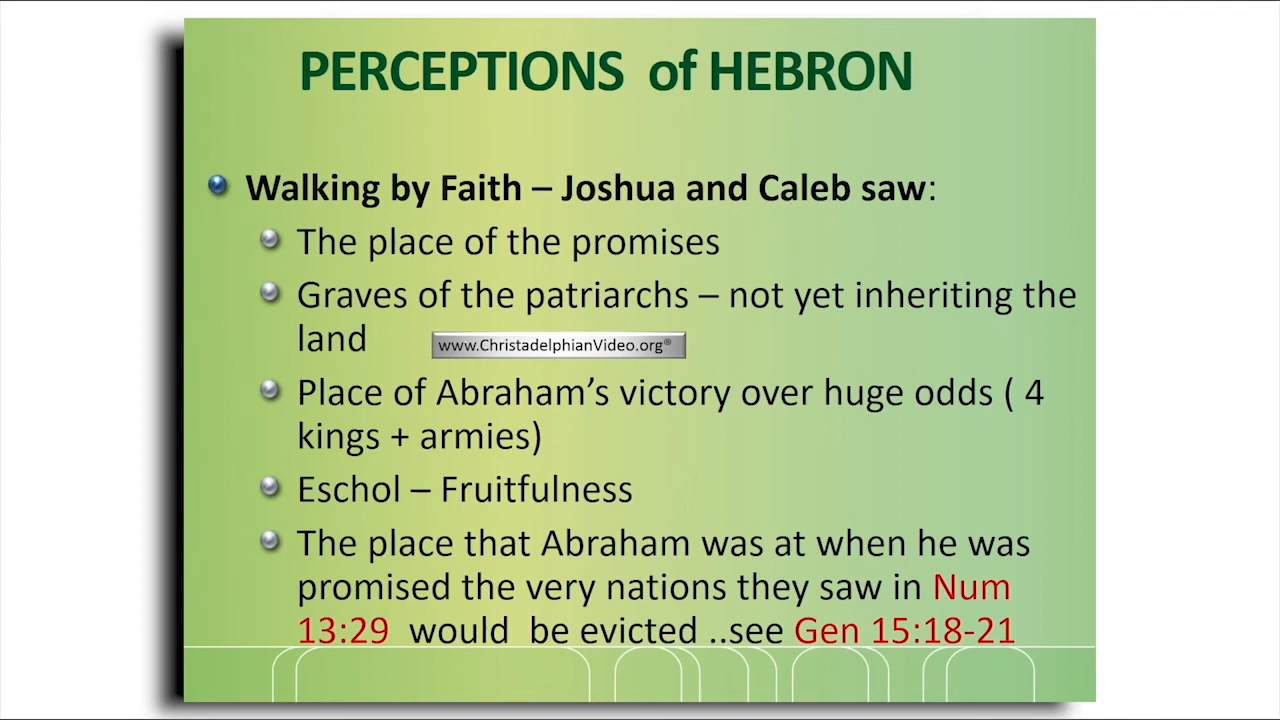 PERCEPTIONS of HEBRON
Walking by Faith – Joshua and Caleb saw:
The place of the promises
Graves of the patriarchs – not yet inheriting the
land
www.ChristadelphianVideo.org®
Place of Abraham’s victory over huge odds ( 4
kings + armies)
Eschol – Fruitfulness
The place that Abraham was at when he was
promised the very nations they saw in Num
13:29 would be evicted ..see Gen 15:18-21